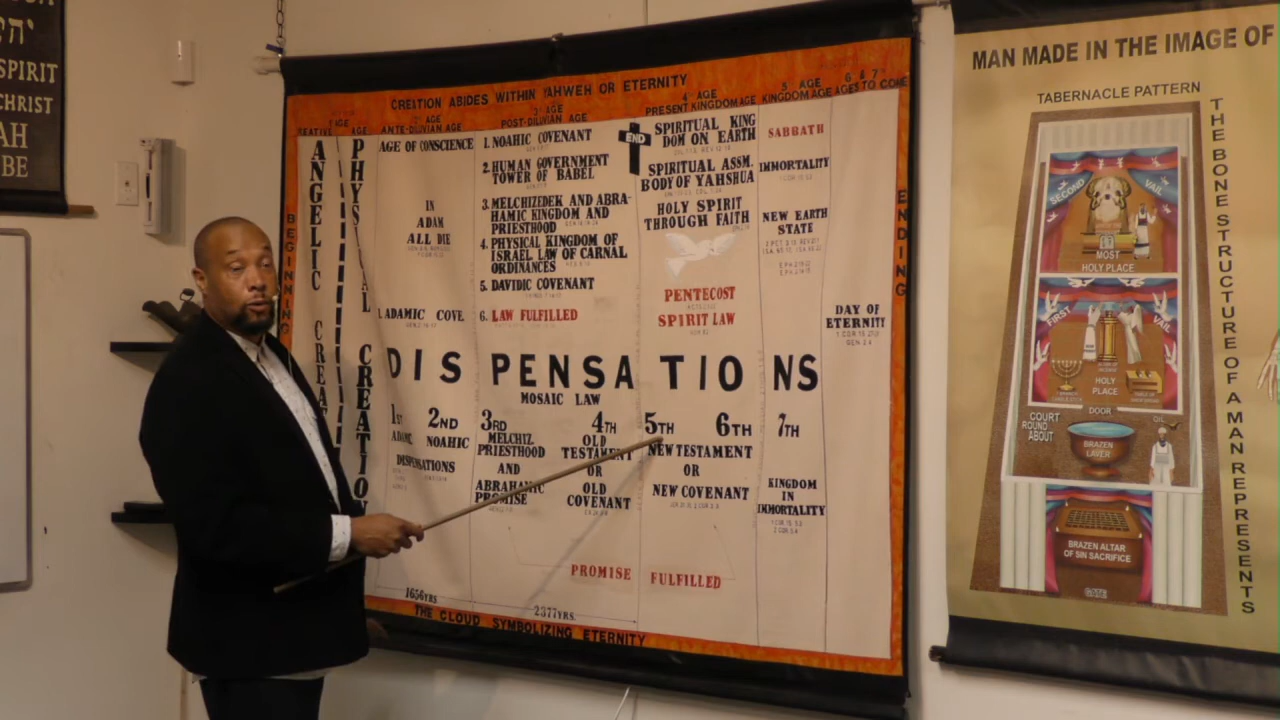 SPIRIT
CHRIST
AH
BE
CREATION ABIDES WITHIN YAHWEH OR ETERNITY
EATIVE AGE
ANTE-DILUVIAN AGE
3RD AGE
POST-DILUVIAN AGE
4TH AGE
PRESENT KINGDOM AGE
5 AGE
KINGDOM AGE
6 & 7
AGES TO COME
BEGINNING
ANGELIC CREAT
PHYSICAL CREATION
AGE OF CONSCIENCE
IN
ADAM
ALL DIE
1. ADAMIC COVE.
1. NOAHIC COVENANT
2. HUMAN GOVERNMENT
TOWER OF BABEL
3. MELCHIZEDEK AND ABRA-
HAMIC KINGDOM AND
PRIESTHOOD
4. PHYSICAL KINGDOM OF
ISRAEL LAW OF CARNAL
ORDINANCES
5. DAVIDIC COVENANT
6. LAW FULFILLED
END
SPIRITUAL KING
DOM ON EARTH
SPIRITUAL ASSM.
BODY OF YAHSHUA
HOLY SPIRIT
THROUGH FAITH
PENTECOST
SPIRIT LAW
SABBATH
IMMORTALITY
NEW EARTH
STATE
DAY OF
ETERNITY
ENDING
DISPENSATIONS
MOSAIC LAW
1ST 2ND 3RD 4TH 5TH 6TH 7TH
ADAMIC NOAHIC
DISPENSATIONS
MELCHIZ
PRIESTHOOD
AND
ABRAHAMIC
PROMISE
OLD
TESTAMENT
OR
OLD
COVENANT
NEW TESTAMENT
OR
NEW COVENANT
KINGDOM
IN
IMMORTALITY
PROMISE FULFILLED
1656YRS.
2377YRS.
THE CLOUD SYMBOLIZING ETERNITY
MAN MADE IN THE IMAGE OF
TABERNACLE PATTERN
THE BONE STRUCTURE OF A MAN REPRESENTS
SECOND VAIL
MOST
HOLY PLACE
FIRST VAIL
HOLY
PLACE
COURT
ROUND
ABOUT
DOOR
OIL
BRAZEN
LAVER
BRAZEN ALTAR
OF SIN SACRIFICE
GATE